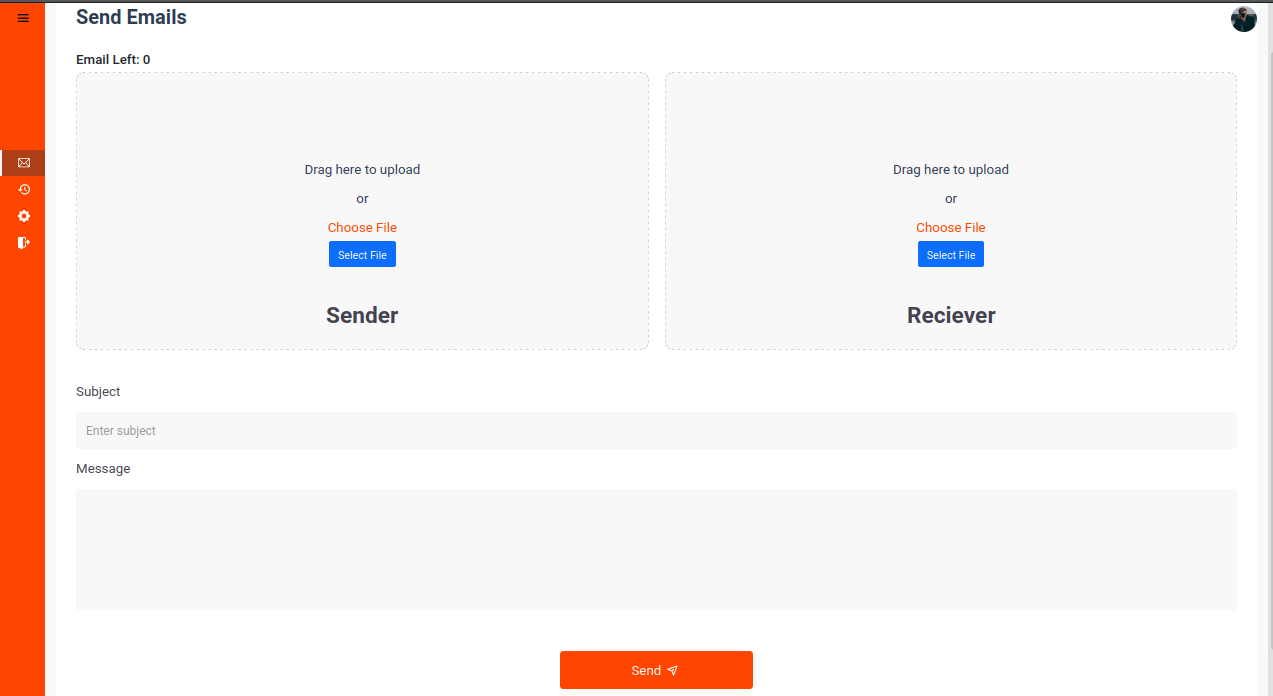 Send Emails
Email Left: 0
Drag here to upload
or
Choose File
Select File
Sender
Drag here to upload
or
Choose File
Select File
Reciever
Subject
Enter subject
Message
Send